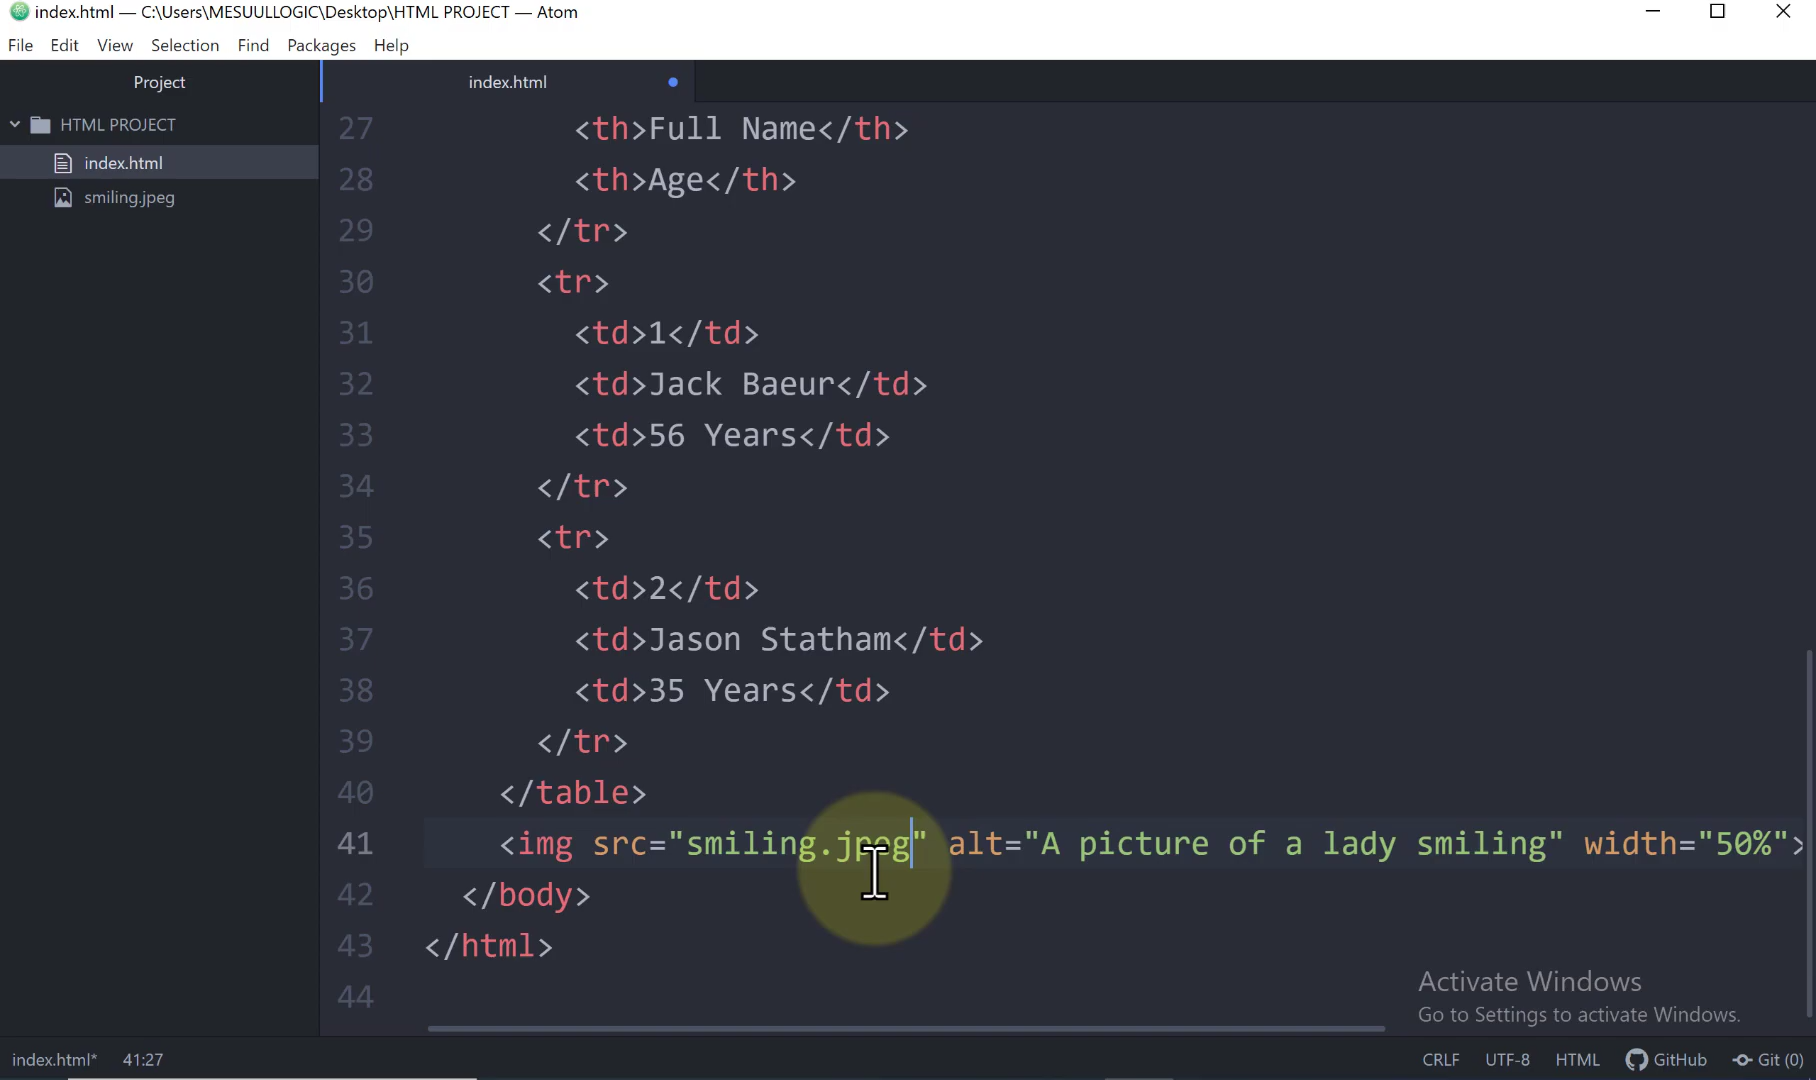 index.html — C:\Users\MESUULLOGIC\Desktop\HTML PROJECT — Atom
File Edit View Selection Find Packages Help
Project
index.html
HTML PROJECT
index.html
smiling.jpeg
27 <th>Full Name</th>
28 <th>Age</th>
29 </tr>
30 <tr>
31 <td>1</td>
32 <td>Jack Baeur</td>
33 <td>56 Years</td>
34 </tr>
35 <tr>
36 <td>2</td>
37 <td>Jason Statham</td>
38 <td>35 Years</td>
39 </tr>
40 </table>
41 <img src="smiling.jpeg" alt="A picture of a lady smiling" width="50%">
42 </body>
43 </html>
44
Activate Windows
Go to Settings to activate Windows.
index.html* 41:27 CRLF UTF-8 HTML GitHub Git (0)